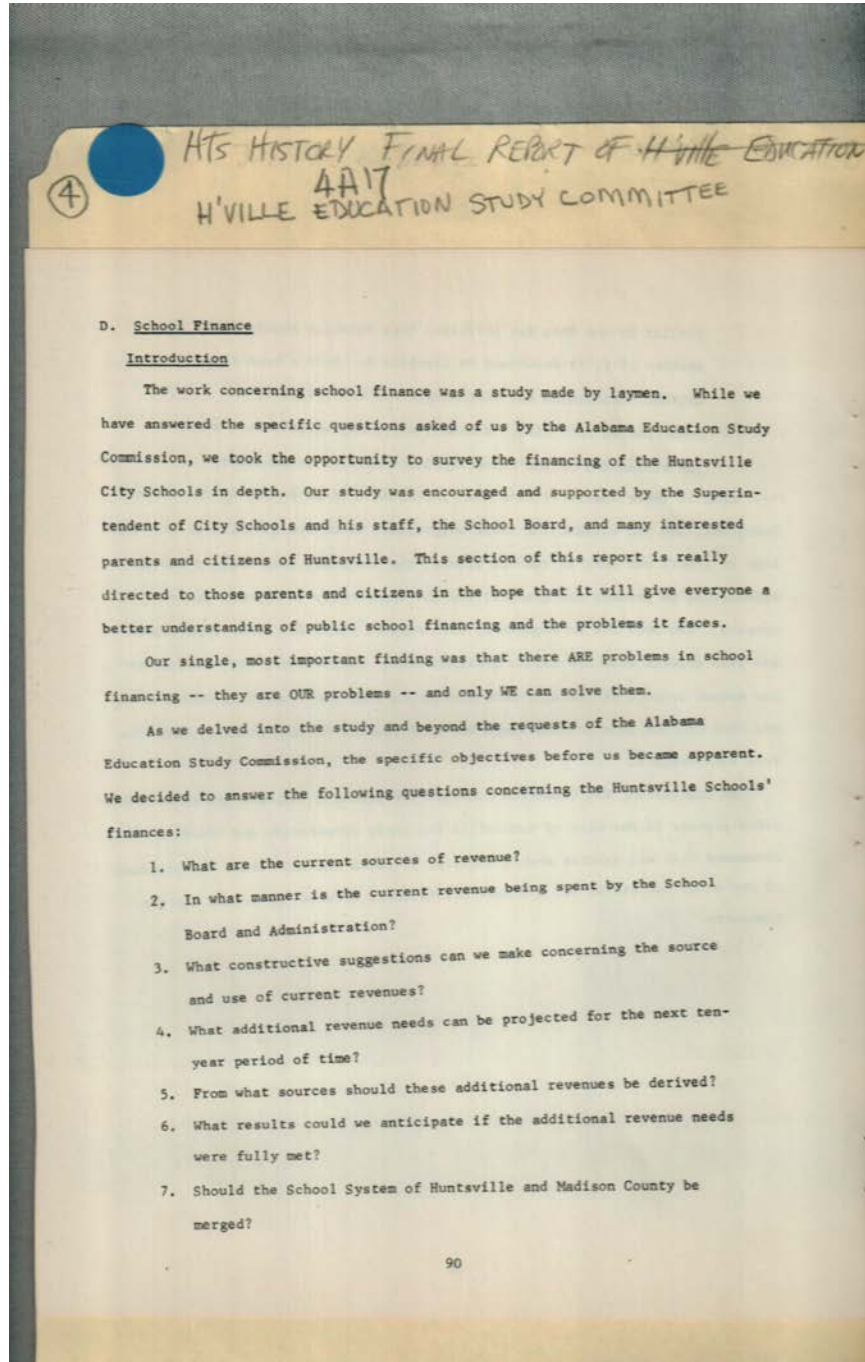 HTS HISTORY FINAL REPORT OF H'ville EDUCATION
4A17
④
H'VILLE EDUCATION STUDY COMMITTEE
D. School Finance
Introduction
The work concerning school finance was a study made by laymen. While we
have answered the specific questions asked of us by the Alabama Education Study
Commission, we took the opportunity to survey the financing of the Huntsville
City Schools in depth. Our study was encouraged and supported by the Superin-
tendent of City Schools and his staff, the School Board, and many interested
parents and citizens of Huntsville. This section of this report is really
directed to those parents and citizens in the hope that it will give everyone a
better understanding of public school financing and the problems it faces.
Our single, most important finding was that there ARE problems in school
financing -- they are OUR problems -- and only WE can solve them.
As we delved into the study and beyond the requests of the Alabama
Education Study Commission, the specific objectives before us became apparent.
We decided to answer the following questions concerning the Huntsville Schools'
finances:
1. What are the current sources of revenue?
2. In what manner is the current revenue being spent by the School
Board and Administration?
3. What constructive suggestions can we make concerning the source
and use of current revenues?
4. What additional revenue needs can be projected for the next ten-
year period of time?
5. From what sources should these additional revenues be derived?
6. What results could we anticipate if the additional revenue needs
were fully met?
7. Should the School System of Huntsville and Madison County be
merged?
90